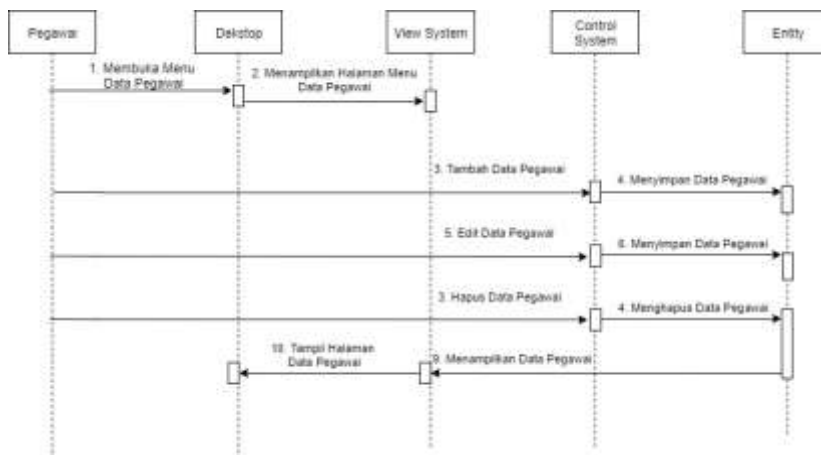 Pegawai
Dekstop
View System
Control
System
Entity
1. Membuka Menu
Data Pegawai
2. Menampilkan Halaman Menu
Data Pegawai
3. Tambah Data Pegawai
4. Menyimpan Data Pegawai
5. Edit Data Pegawai
6. Menyimpan Data Pegawai
3. Hapus Data Pegawai
4. Menghapus Data Pegawai
10. Tampil Halaman
Data Pegawai
9. Menampilkan Data Pegawai